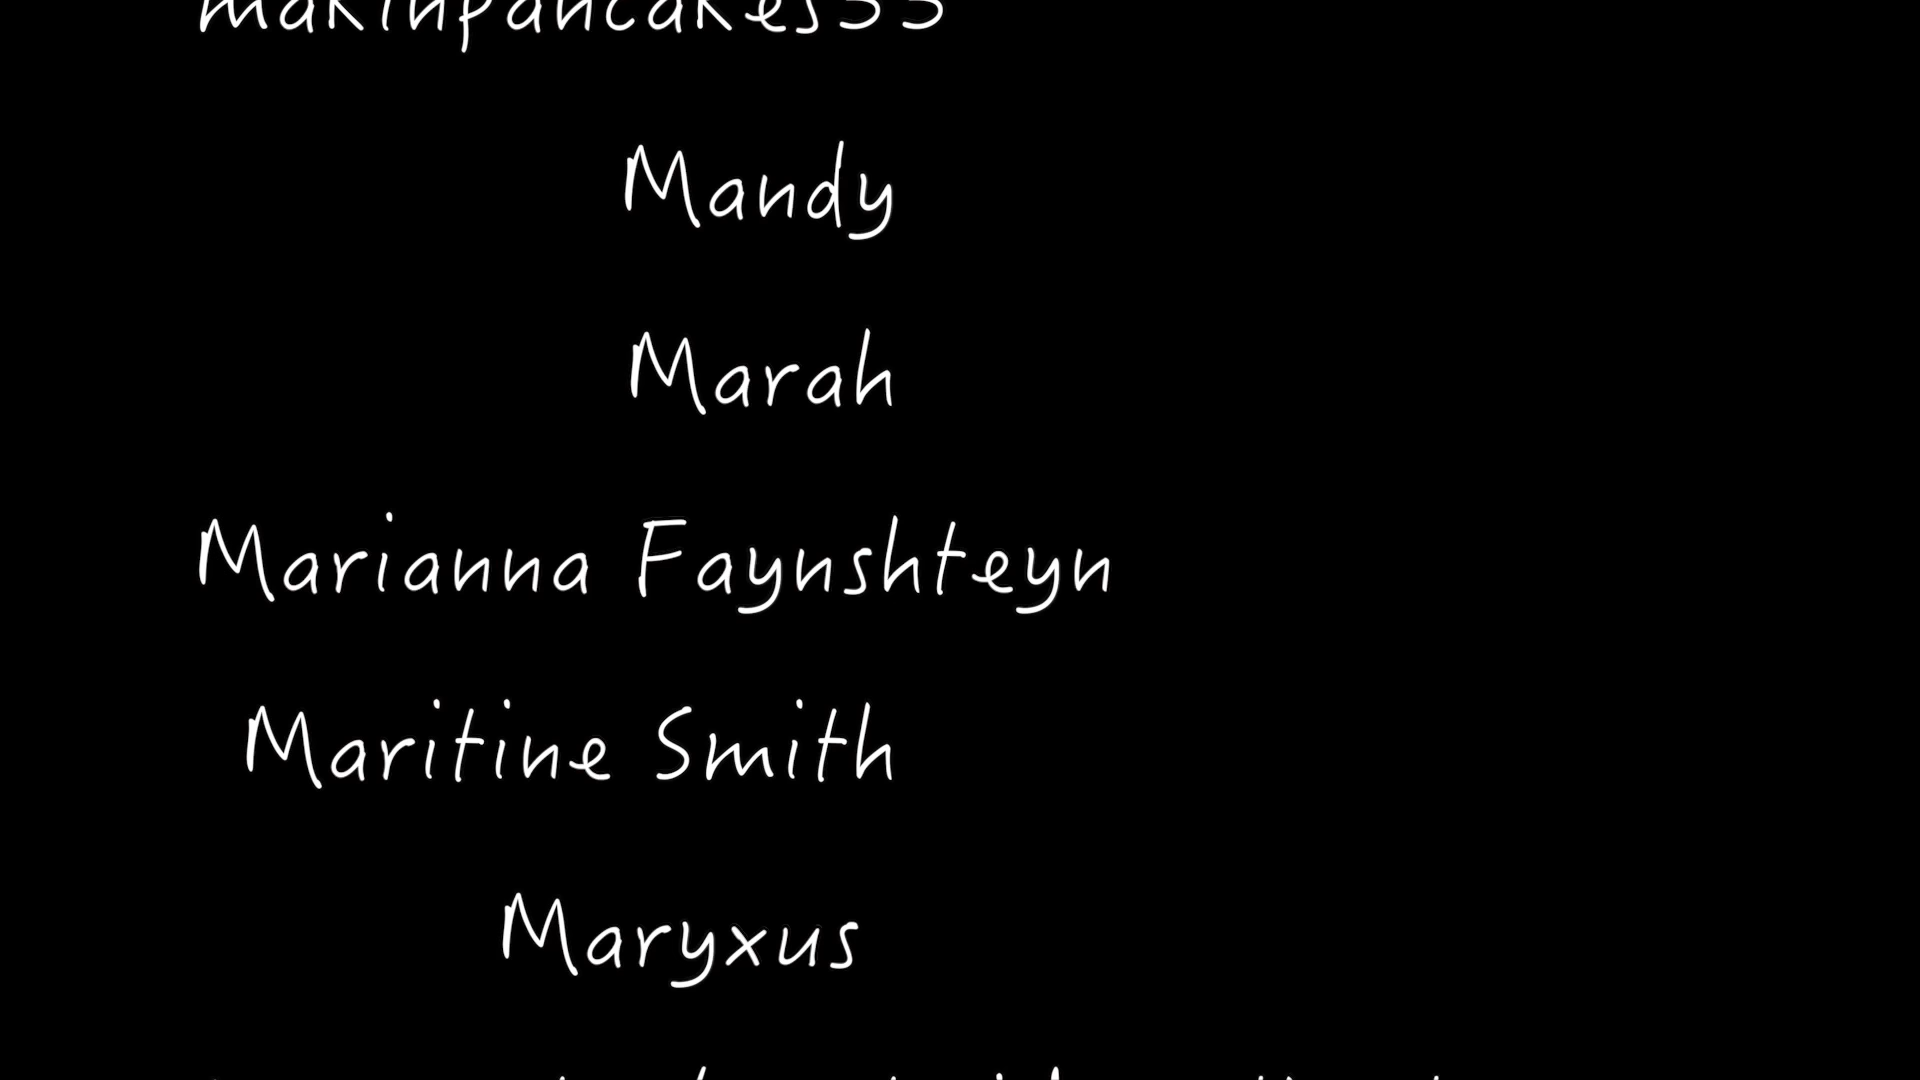 Mandy
Marah
Marianna Faynshteyn
Maritine Smith
Maryxus